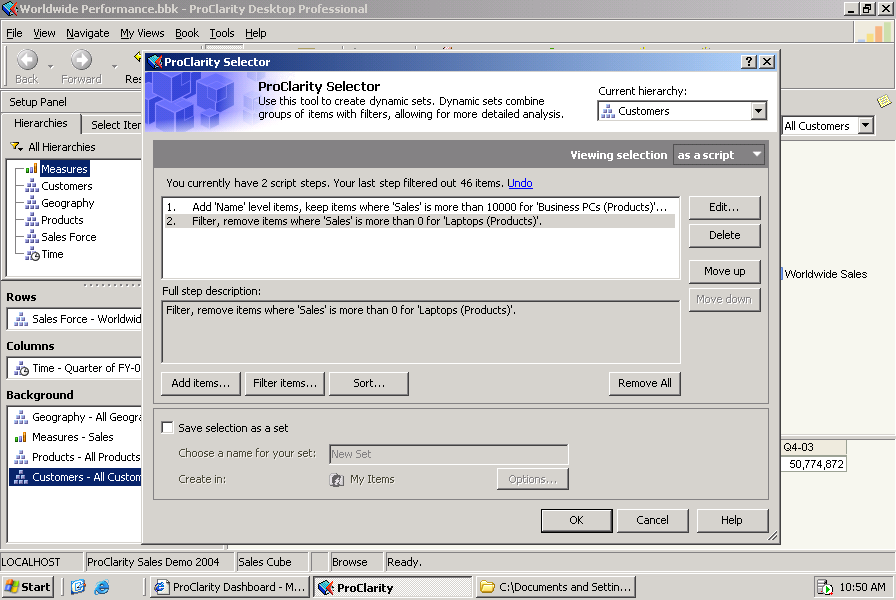 Worldwide Performance.bbk - ProClarity Desktop Professional
File View Navigate My Views Book Tools Help
Back Forward Res
Setup Panel
Hierarchies Select Iter
All Hierarchies
Measures
Customers
Geography
Products
Sales Force
Time
Rows
Sales Force - Worldwid
Columns
Time - Quarter of FY-0
Background
Geography - All Geogra
Measures - Sales
Products - All Products
Customers - All Custom
ProClarity Selector
ProClarity Selector
Use this tool to create dynamic sets. Dynamic sets combine
groups of items with filters, allowing for more detailed analysis.
Current hierarchy:
Customers
Viewing selection as a script
You currently have 2 script steps. Your last step filtered out 46 items. Undo
1. Add 'Name' level items, keep items where 'Sales' is more than 10000 for 'Business PCs (Products)'...
2. Filter, remove items where 'Sales' is more than 0 for 'Laptops (Products)'.
Edit...
Delete
Move up
Move down
Full step description:
Filter, remove items where 'Sales' is more than 0 for 'Laptops (Products)'.
Add items... Filter items... Sort... Remove All
Save selection as a set
Choose a name for your set: New Set
Create in: My Items Options...
OK Cancel Help
All Customers
Worldwide Sales
Q4-03
50,774,872
LOCALHOST ProClarity Sales Demo 2004 Sales Cube Browse Ready.
Start ProClarity Dashboard - M... ProClarity C:\Documents and Settin... 10:50 AM